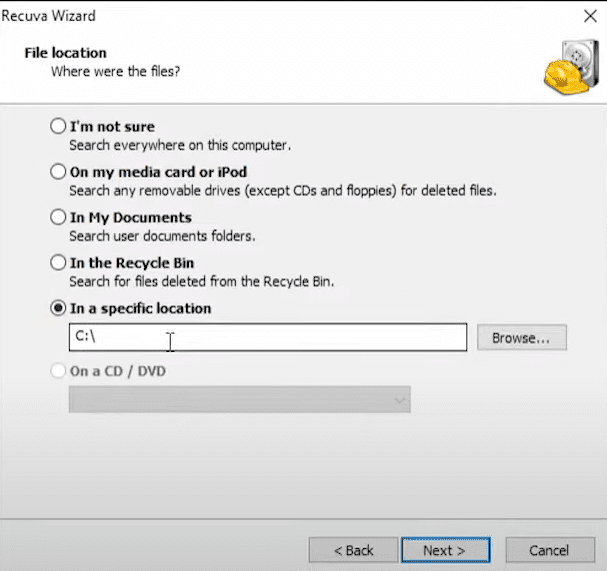 Recuva Wizard
File location
Where were the files?
I'm not sure
Search everywhere on this computer.
On my media card or iPod
Search any removable drives (except CDs and floppies) for deleted files.
In My Documents
Search user documents folders.
In the Recycle Bin
Search for files deleted from the Recycle Bin.
In a specific location
C:\
Browse...
On a CD / DVD
< Back
Next >
Cancel